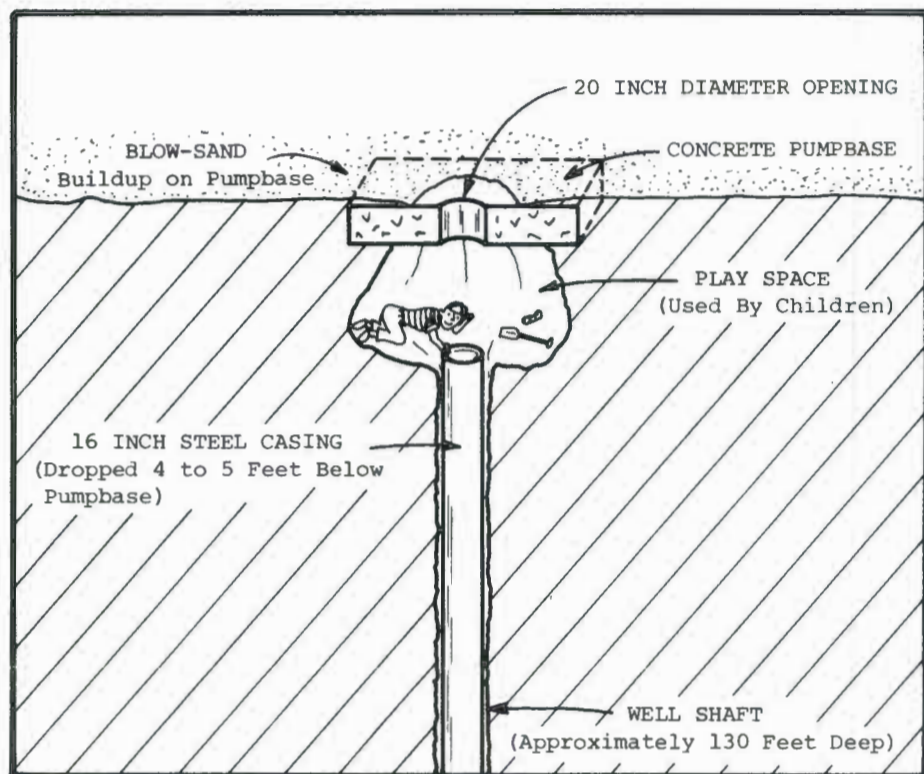 20 INCH DIAMETER OPENING
BLOW-SAND
Buildup on Pumpbase
CONCRETE PUMPBASE
PLAY SPACE
(Used By Children)
16 INCH STEEL CASING
(Dropped 4 to 5 Feet Below
Pumpbase)
WELL SHAFT
(Approximately 130 Feet Deep)